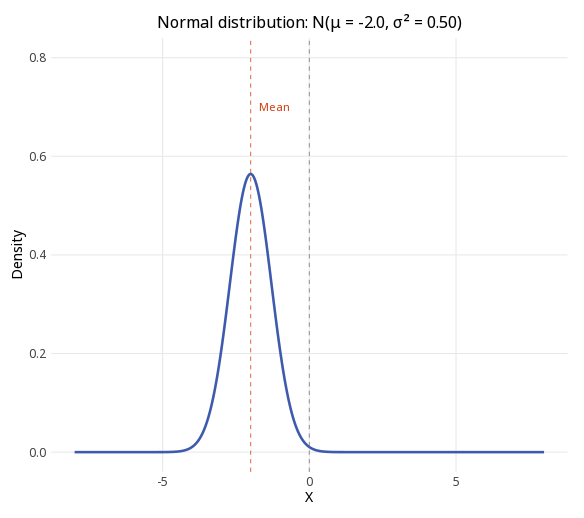 Normal distribution: N(μ = -2.0, σ² = 0.50)
0.8
Mean
0.6
0.4
Density
0.2
0.0
-5
0
5
X